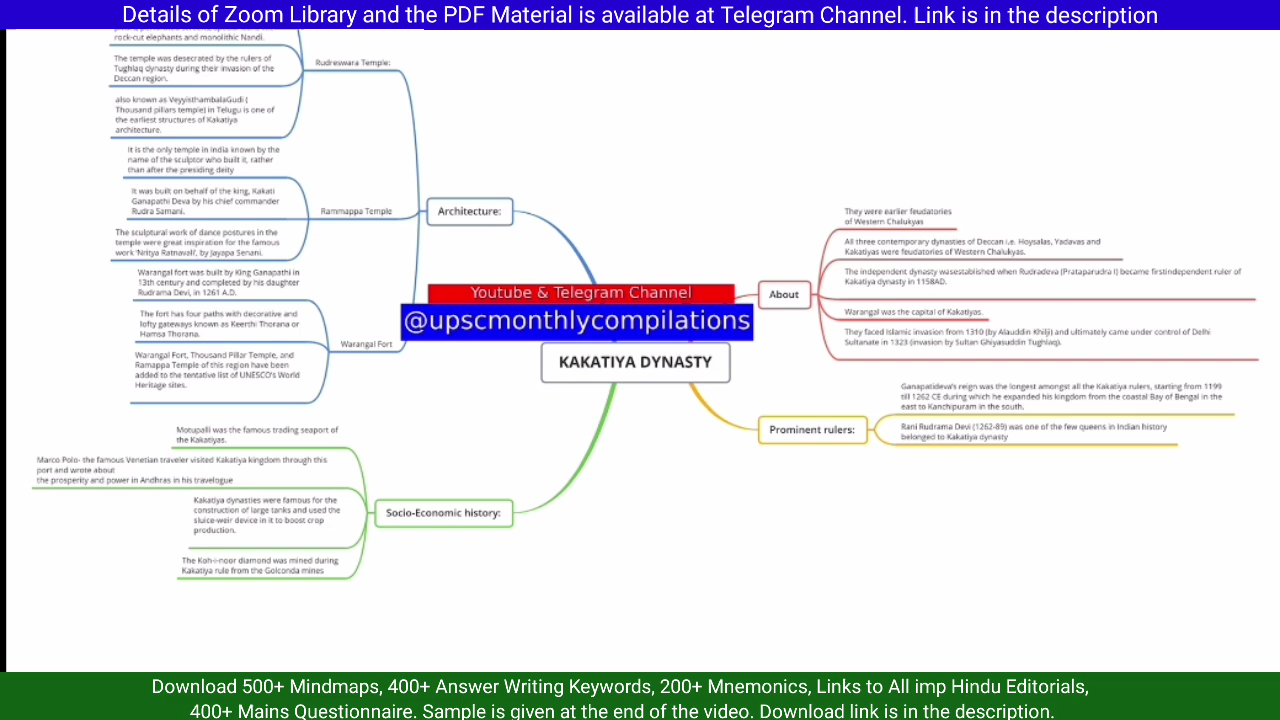 Details of Zoom Library and the PDF Material is available at Telegram Channel. Link is in the description
rock-cut elephants and monolithic Nandi.
The temple was desecrated by the rulers of
Tughlaq dynasty during their invasion of the
Deccan region.
also known as VeyyisthambalaGudi (
Thousand pillars temple) in Telugu is one of
the earliest structures of Kakatiya
architecture.
Rudreswara Temple:
It is the only temple in India known by the
name of the sculptor who built it, rather
than after the presiding deity
It was built on behalf of the king, Kakati
Ganapathi Deva by his chief commander
Rudra Samani.
The sculptural work of dance postures in the
temple were great inspiration for the famous
work 'Nritya Ratnavali', by Jayapa Senani.
Rammappa Temple
Warangal fort was built by King Ganapathi in
13th century and completed by his daughter
Rudrama Devi, in 1261 A.D.
The fort has four paths with decorative and
lofty gateways known as Keerthi Thorana or
Hamsa Thorana.
Warangal Fort, Thousand Pillar Temple, and
Ramappa Temple of this region have been
added to the tentative list of UNESCO's World
Heritage sites.
Warangal Fort
Architecture:
Youtube & Telegram Channel
@upscmonthlycompilations
KAKATIYA DYNASTY
About
They were earlier feudatories
of Western Chalukyas
All three contemporary dynasties of Deccan i.e. Hoysalas, Yadavas and
Kakatiyas were feudatories of Western Chalukyas.
The independent dynasty wasestablished when Rudradeva (Prataparudra I) became firstindependent ruler of
Kakatiya dynasty in 1158AD.
Warangal was the capital of Kakatiyas.
They faced Islamic invasion from 1310 (by Alauddin Khilji) and ultimately came under control of Delhi
Sultanate in 1323 (invasion by Sultan Ghiyasuddin Tughlaq).
Prominent rulers:
Ganapatideva's reign was the longest amongst all the Kakatiya rulers, starting from 1199
till 1262 CE during which he expanded his kingdom from the coastal Bay of Bengal in the
east to Kanchipuram in the south.
Rani Rudrama Devi (1262-89) was one of the few queens in Indian history
belonged to Kakatiya dynasty
Motupalli was the famous trading seaport of
the Kakatiyas.
Marco Polo- the famous Venetian traveler visited Kakatiya kingdom through this
port and wrote about
the prosperity and power in Andhras in his travelogue
Kakatiya dynasties were famous for the
construction of large tanks and used the
sluice-weir device in it to boost crop
production.
The Koh-i-noor diamond was mined during
Kakatiya rule from the Golconda mines
Socio-Economic history:
Download 500+ Mindmaps, 400+ Answer Writing Keywords, 200+ Mnemonics, Links to All imp Hindu Editorials,
400+ Mains Questionnaire. Sample is given at the end of the video. Download link is in the description.